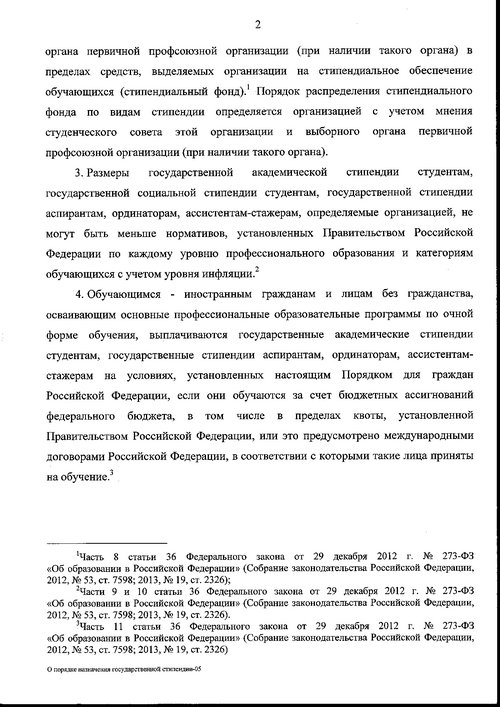 2
органа первичной профсоюзной организации (при наличии такого органа) в
пределах средств, выделяемых организации на стипендиальное обеспечение
обучающихся (стипендиальный фонд).1 Порядок распределения стипендиального
фонда по видам стипендии определяется организацией с учетом мнения
студенческого совета этой организации и выборного органа первичной
профсоюзной организации (при наличии такого органа).
3. Размеры государственной академической стипендии студентам,
государственной социальной стипендии студентам, государственной стипендии
аспирантам, ординаторам, ассистентам-стажерам, определяемые организацией, не
могут быть меньше нормативов, установленных Правительством Российской
Федерации по каждому уровню профессионального образования и категориям
обучающихся с учетом уровня инфляции.2
4. Обучающимся - иностранным гражданам и лицам без гражданства,
осваивающим основные профессиональные образовательные программы по очной
форме обучения, выплачиваются государственные академические стипендии
студентам, государственные стипендии аспирантам, ординаторам, ассистентам-
стажерам на условиях, установленных настоящим Порядком для граждан
Российской Федерации, если они обучаются за счет бюджетных ассигнований
федерального бюджета, в том числе в пределах квоты, установленной
Правительством Российской Федерации, или это предусмотрено международными
договорами Российской Федерации, в соответствии с которыми такие лица приняты
на обучение.3
1Часть 8 статьи 36 Федерального закона от 29 декабря 2012 г. № 273-ФЗ
«Об образовании в Российской Федерации» (Собрание законодательства Российской Федерации,
2012, № 53, ст. 7598; 2013, № 19, ст. 2326);
2Части 9 и 10 статьи 36 Федерального закона от 29 декабря 2012 г. № 273-ФЗ
«Об образовании в Российской Федерации» (Собрание законодательства Российской Федерации,
2012, № 53, ст. 7598; 2013, № 19, ст. 2326).
3Часть 11 статьи 36 Федерального закона от 29 декабря 2012 г. № 273-ФЗ
«Об образовании в Российской Федерации» (Собрание законодательства Российской Федерации,
2012, № 53, ст. 7598; 2013, № 19, ст. 2326)
О порядке назначения государственной стипендии-05